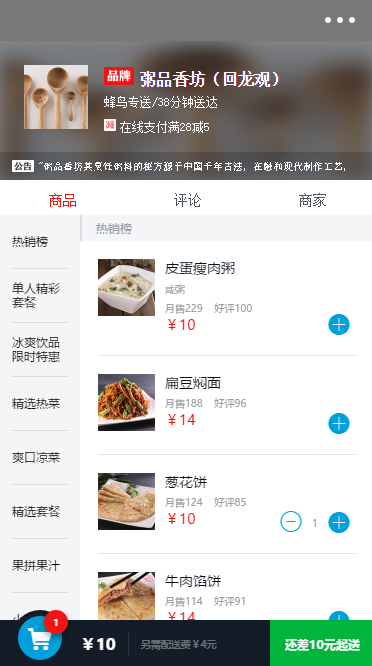 品牌 粥品香坊（回龙观）
蜂鸟专送/38分钟送达
减 在线支付满28减5
公告 "粥品香坊其烹饪粥料的秘方源于中国千年古法，在融和现代制作工艺，
商品 评论 商家
热销榜
单人精彩
套餐
冰爽饮品
限时特惠
精选热菜
爽口凉菜
精选套餐
果拼果汁
热销榜
皮蛋瘦肉粥
咸粥
月售229 好评100
￥10
扁豆焖面
月售188 好评96
￥14
葱花饼
月售124 好评85
￥10
1
牛肉馅饼
月售114 好评91
￥14
1
￥10
另需配送费￥4元
还差10元起送